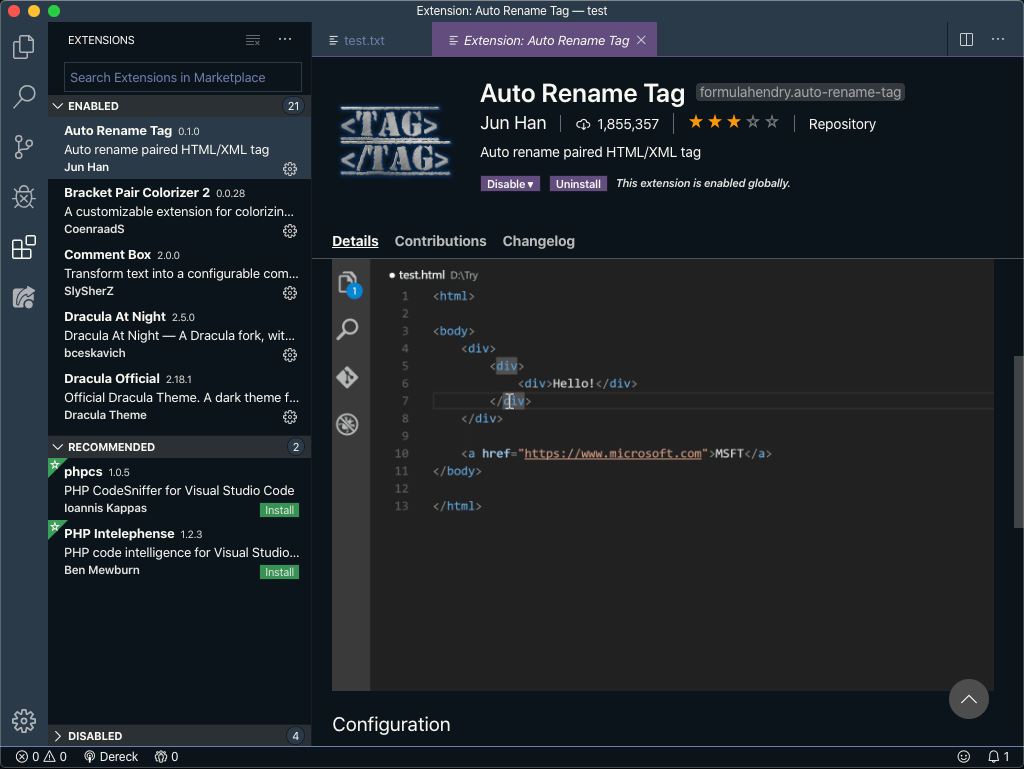 Extension: Auto Rename Tag — test
EXTENSIONS
test.txt
Extension: Auto Rename Tag
Search Extensions in Marketplace
ENABLED 21
Auto Rename Tag 0.1.0
Auto rename paired HTML/XML tag
Jun Han
Bracket Pair Colorizer 2 0.0.28
A customizable extension for colorizin...
CoenraadS
Comment Box 2.0.0
Transform text into a configurable com...
SlySherZ
Dracula At Night 2.5.0
Dracula At Night — A Dracula fork, wit...
bceskavich
Dracula Official 2.18.1
Official Dracula Theme. A dark theme f...
Dracula Theme
RECOMMENDED 2
phpcs 1.0.5
PHP CodeSniffer for Visual Studio Code
Ioannis Kappas
Install
PHP Intelephense 1.2.3
PHP code intelligence for Visual Studio...
Ben Mewburn
Install
DISABLED 4
<TAG>
</TAG>
Auto Rename Tag formulahendry.auto-rename-tag
Jun Han 1,855,357 Repository
Auto rename paired HTML/XML tag
Disable Uninstall This extension is enabled globally.
Details Contributions Changelog
1
test.html D:\Try
1 <html>
2
3 <body>
4 <div>
5 <div>
6 <div>Hello!</div>
7 </div>
8 </div>
9
10 <a href="https://www.microsoft.com">MSFT</a>
11 </body>
12
13 </html>
Configuration
0 0 Dereck 0 1